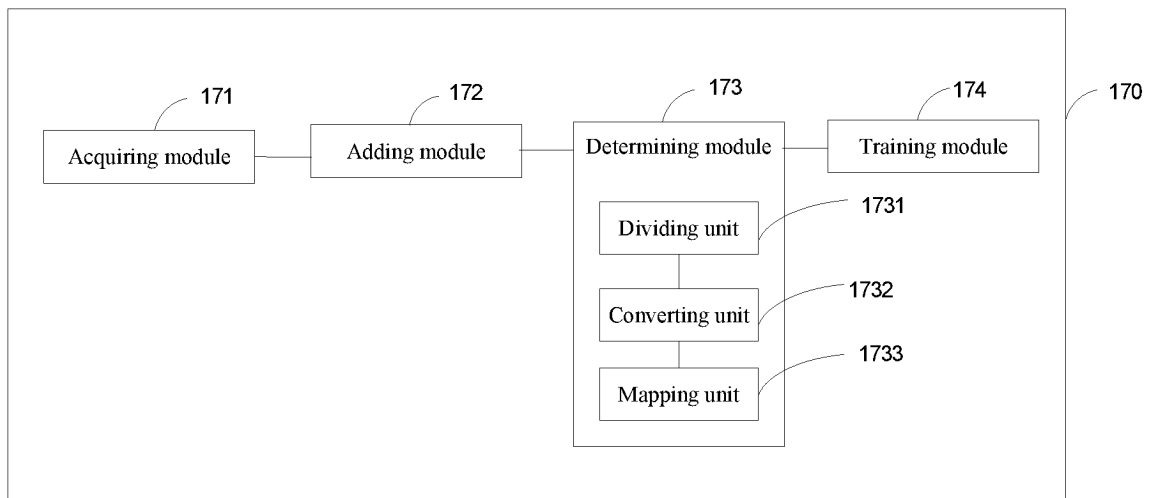 171
172
173
174
170
Acquiring module
Adding module
Determining module
Training module
1731
Dividing unit
1732
Converting unit
1733
Mapping unit